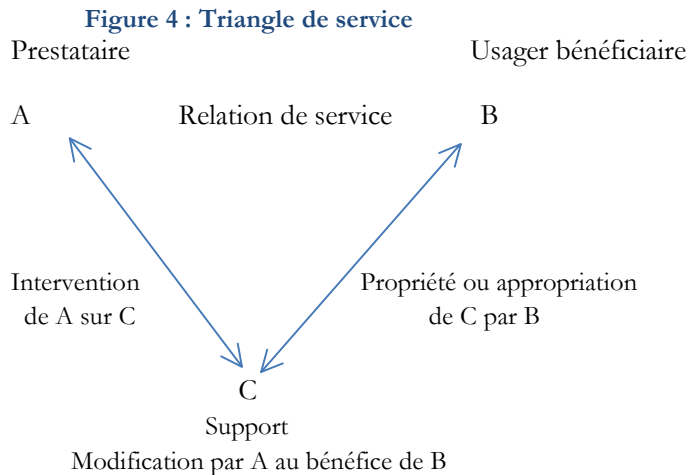 Figure 4 : Triangle de service
Prestataire Usager bénéficiaire
A Relation de service B
Intervention
de A sur C
Propriété ou appropriation
de C par B
C
Support
Modification par A au bénéfice de B